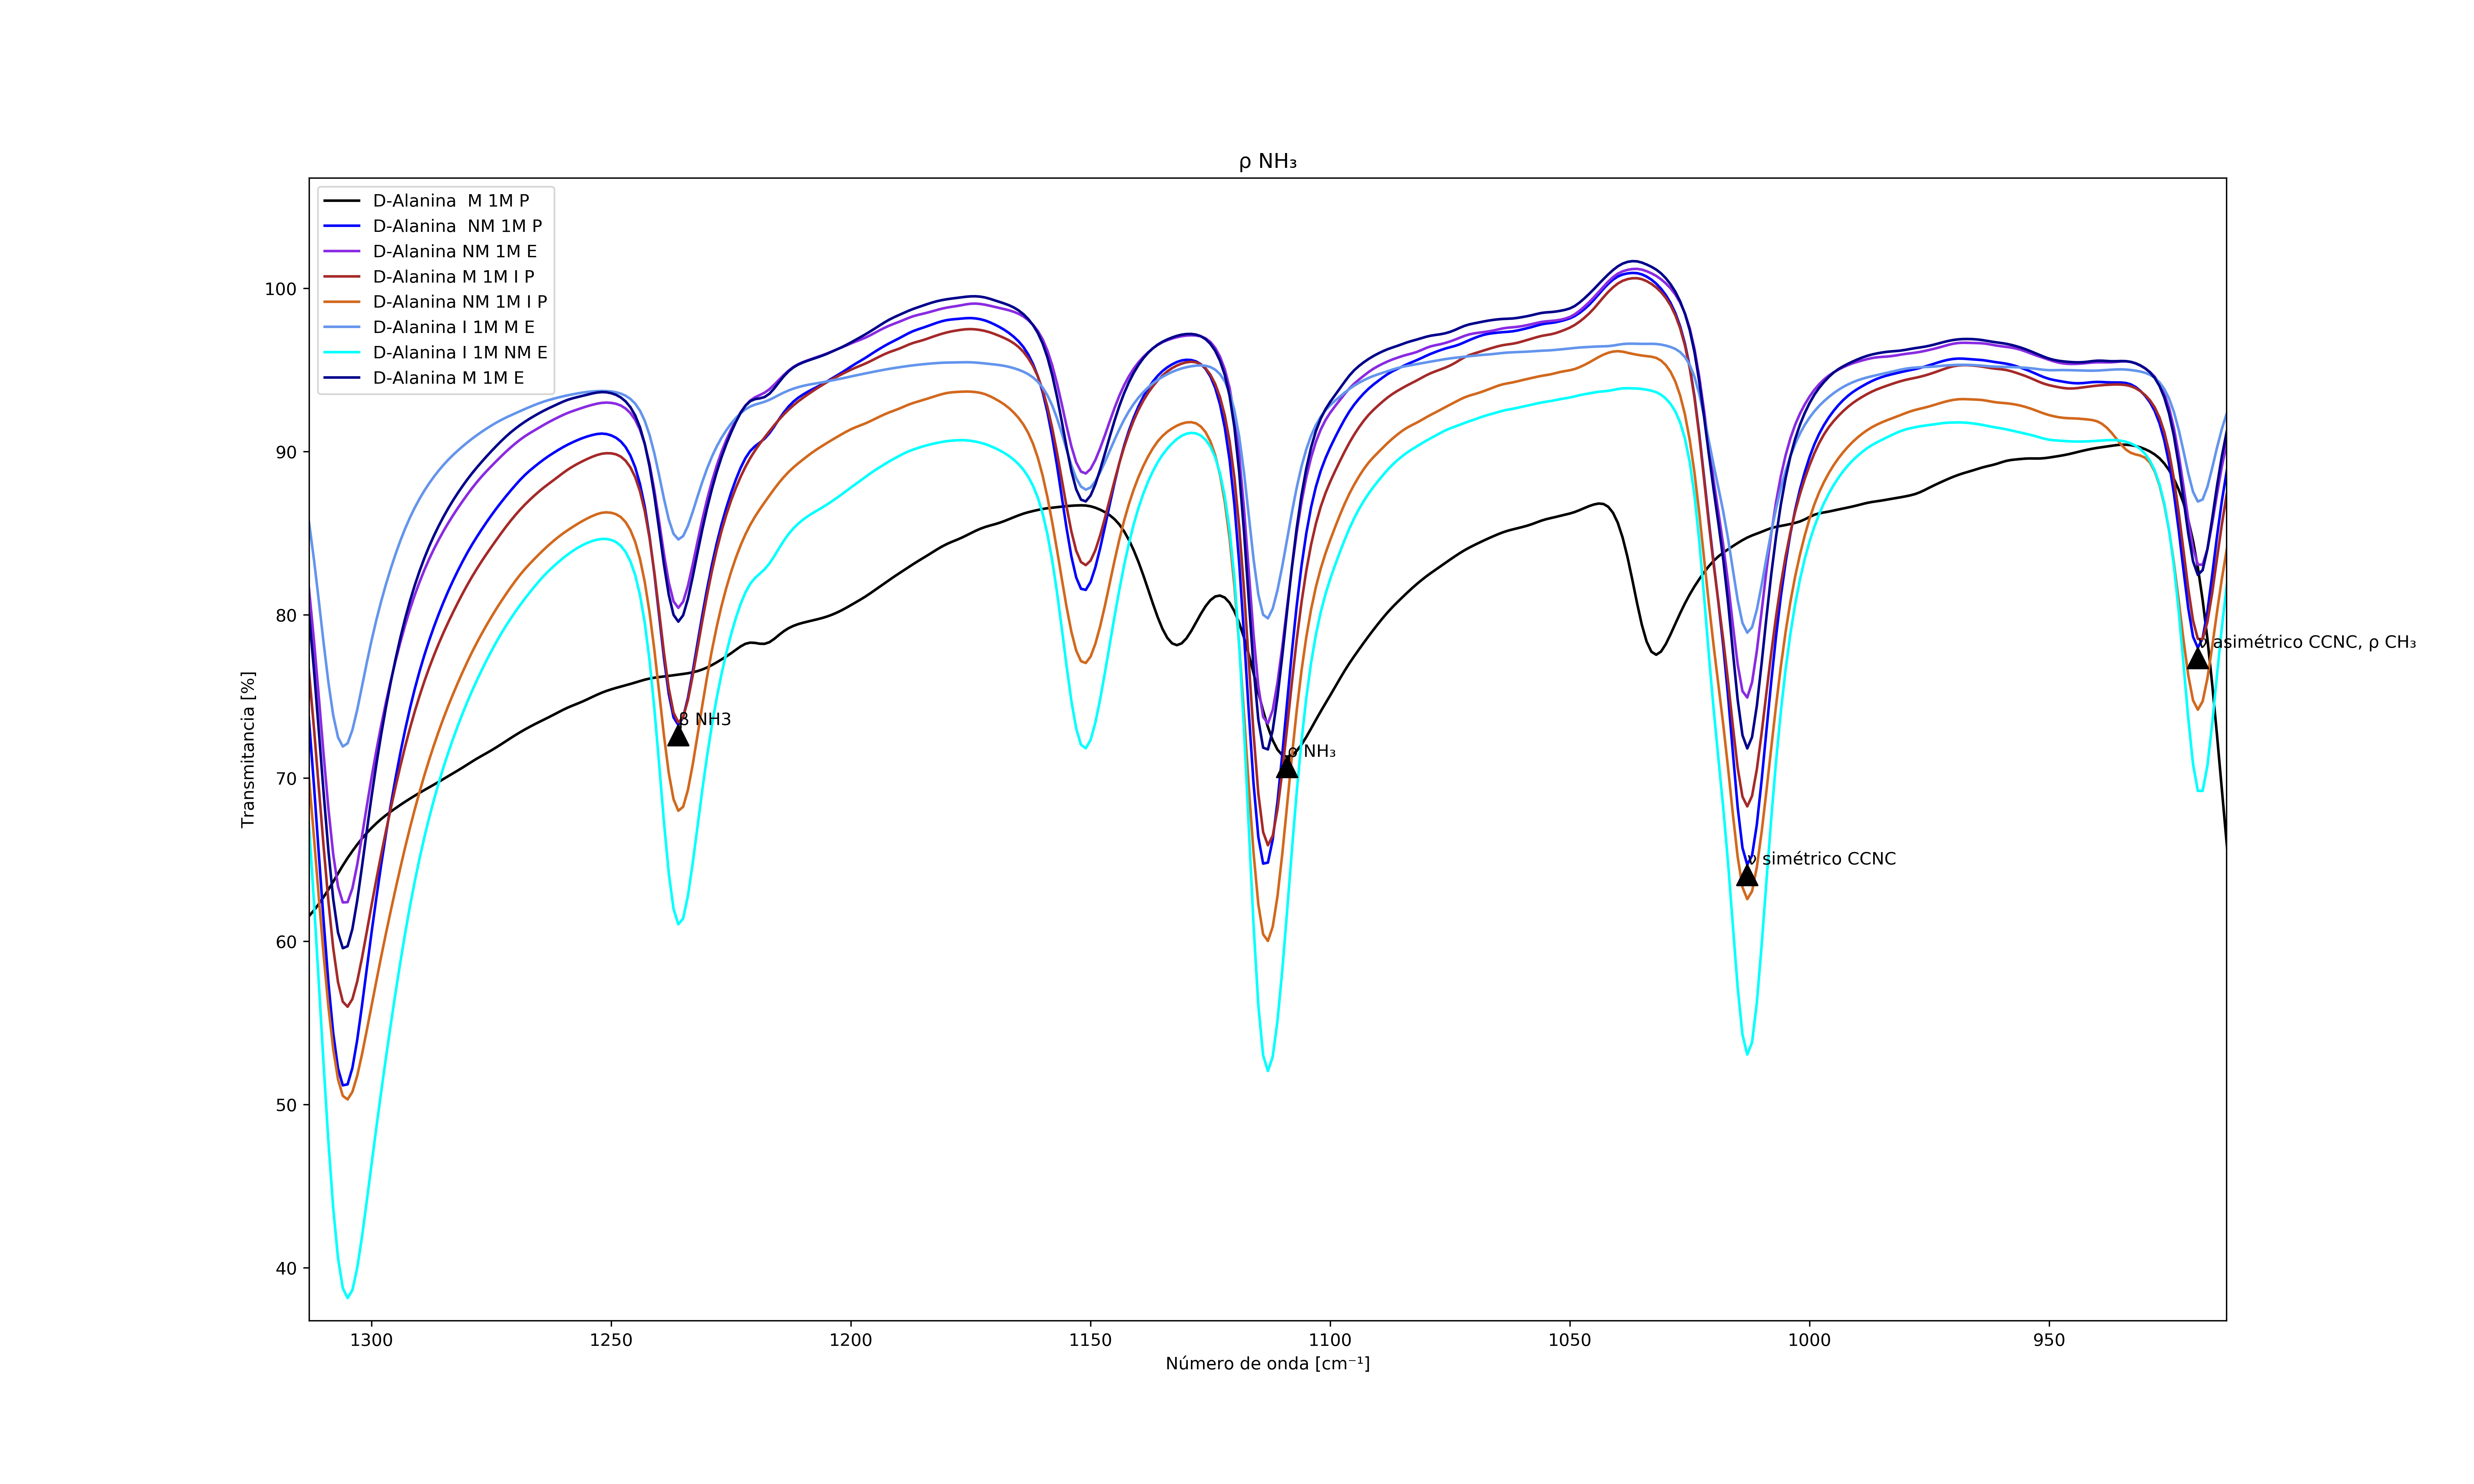 ρ NH₃
D-Alanina  M 1M P
D-Alanina  NM 1M P
D-Alanina NM 1M E
D-Alanina M 1M I P
D-Alanina NM 1M I P
D-Alanina I 1M M E
D-Alanina I 1M NM E
D-Alanina M 1M E
Transmitancia [%]
100
90
80
70
60
50
40
β NH3
ρ NH₃
ν simétrico CCNC
ν asimétrico CCNC, ρ CH₃
1300 1250 1200 1150 1100 1050 1000 950
Número de onda [cm⁻¹]